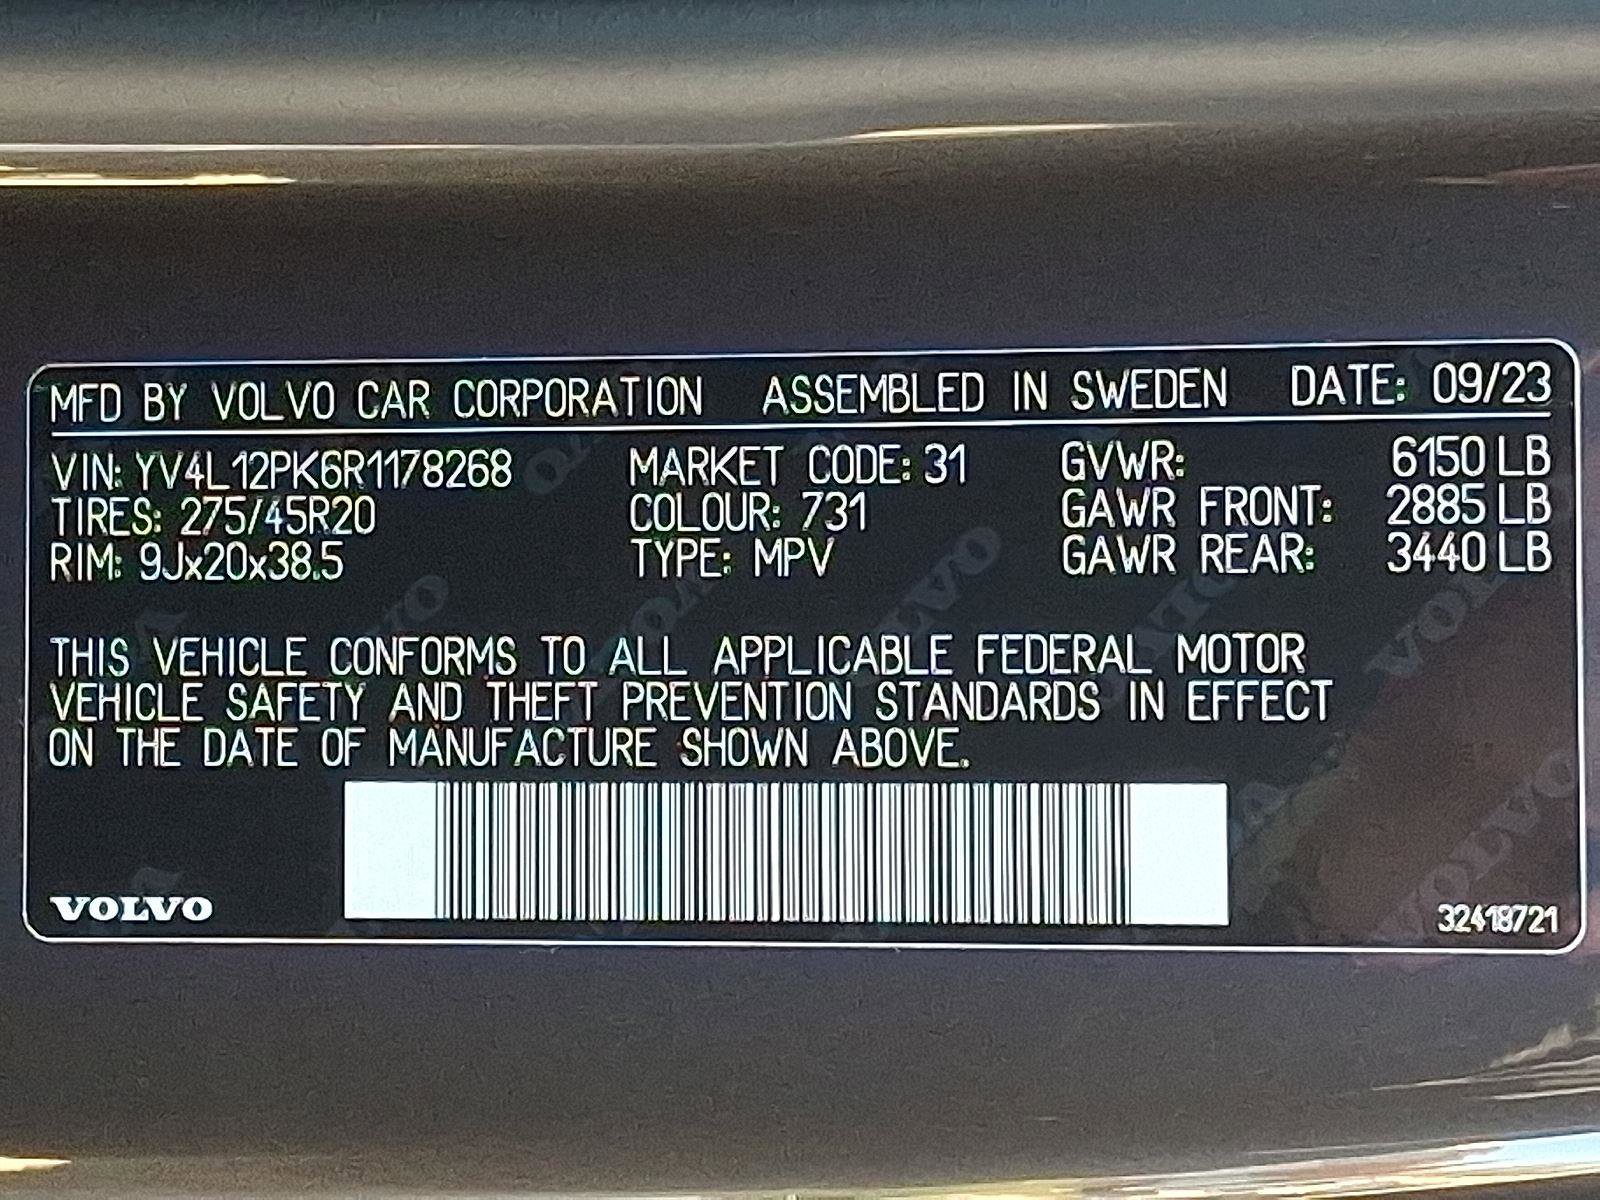 MFD BY VOLVO CAR CORPORATION ASSEMBLED IN SWEDEN DATE: 09/23
VIN: YV4L12PK6R1178268 MARKET CODE: 31 GVWR: 6150 LB
TIRES: 275/45R20 COLOUR: 731 GAWR FRONT: 2885 LB
RIM: 9Jx20x38.5 TYPE: MPV GAWR REAR: 3440 LB
THIS VEHICLE CONFORMS TO ALL APPLICABLE FEDERAL MOTOR
VEHICLE SAFETY AND THEFT PREVENTION STANDARDS IN EFFECT
ON THE DATE OF MANUFACTURE SHOWN ABOVE.
VOLVO 32418721